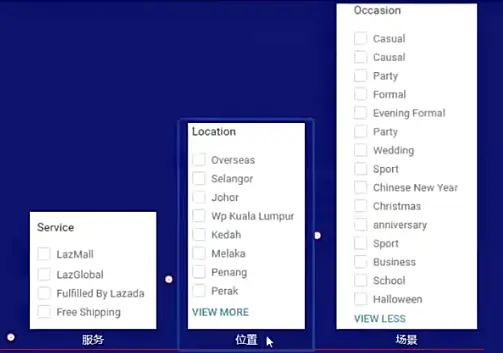 Service
LazMall
LazGlobal
Fulfilled By Lazada
Free Shipping
服务
Location
Overseas
Selangor
Johor
Wp Kuala Lumpur
Kedah
Melaka
Penang
Perak
VIEW MORE
位置
Occasion
Casual
Causal
Party
Formal
Evening Formal
Party
Wedding
Sport
Chinese New Year
Christmas
anniversary
Sport
Business
School
Halloween
VIEW LESS
场景